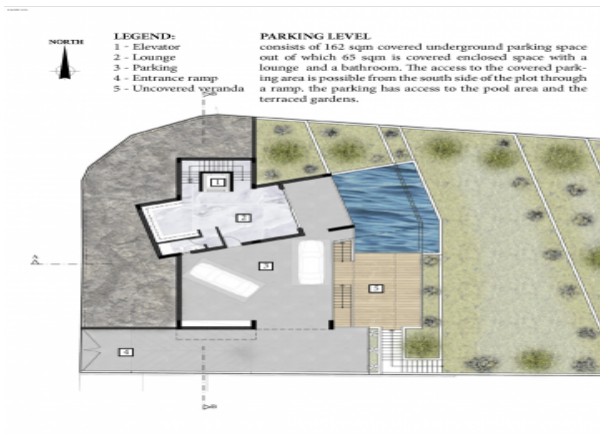 LEGEND:
1 - Elevator
2 - Lounge
3 - Parking
4 - Entrance ramp
5 - Uncovered veranda
PARKING LEVEL
consists of 162 sqm covered underground parking space
out of which 65 sqm is covered enclosed space with a
lounge and a bathroom. The access to the covered park-
ing area is possible from the south side of the plot through
a ramp. the parking has access to the pool area and the
terraced gardens.
NORTH
1
2
3
5
4
A